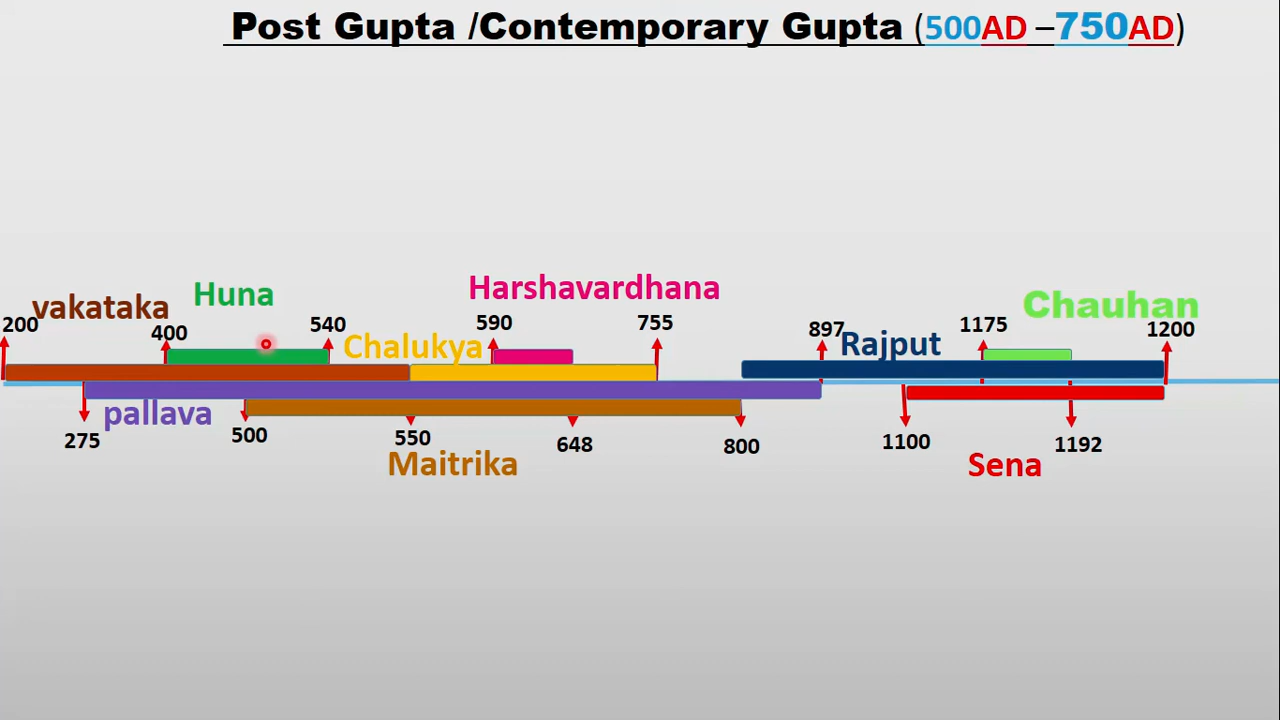 Post Gupta /Contemporary Gupta (500AD –750AD)
vakataka
Huna
Harshavardhana
Chauhan
200
400
540
Chalukya
590
755
897
Rajput
1175
1200
pallava
275
500
550
648
800
1100
1192
Maitrika
Sena